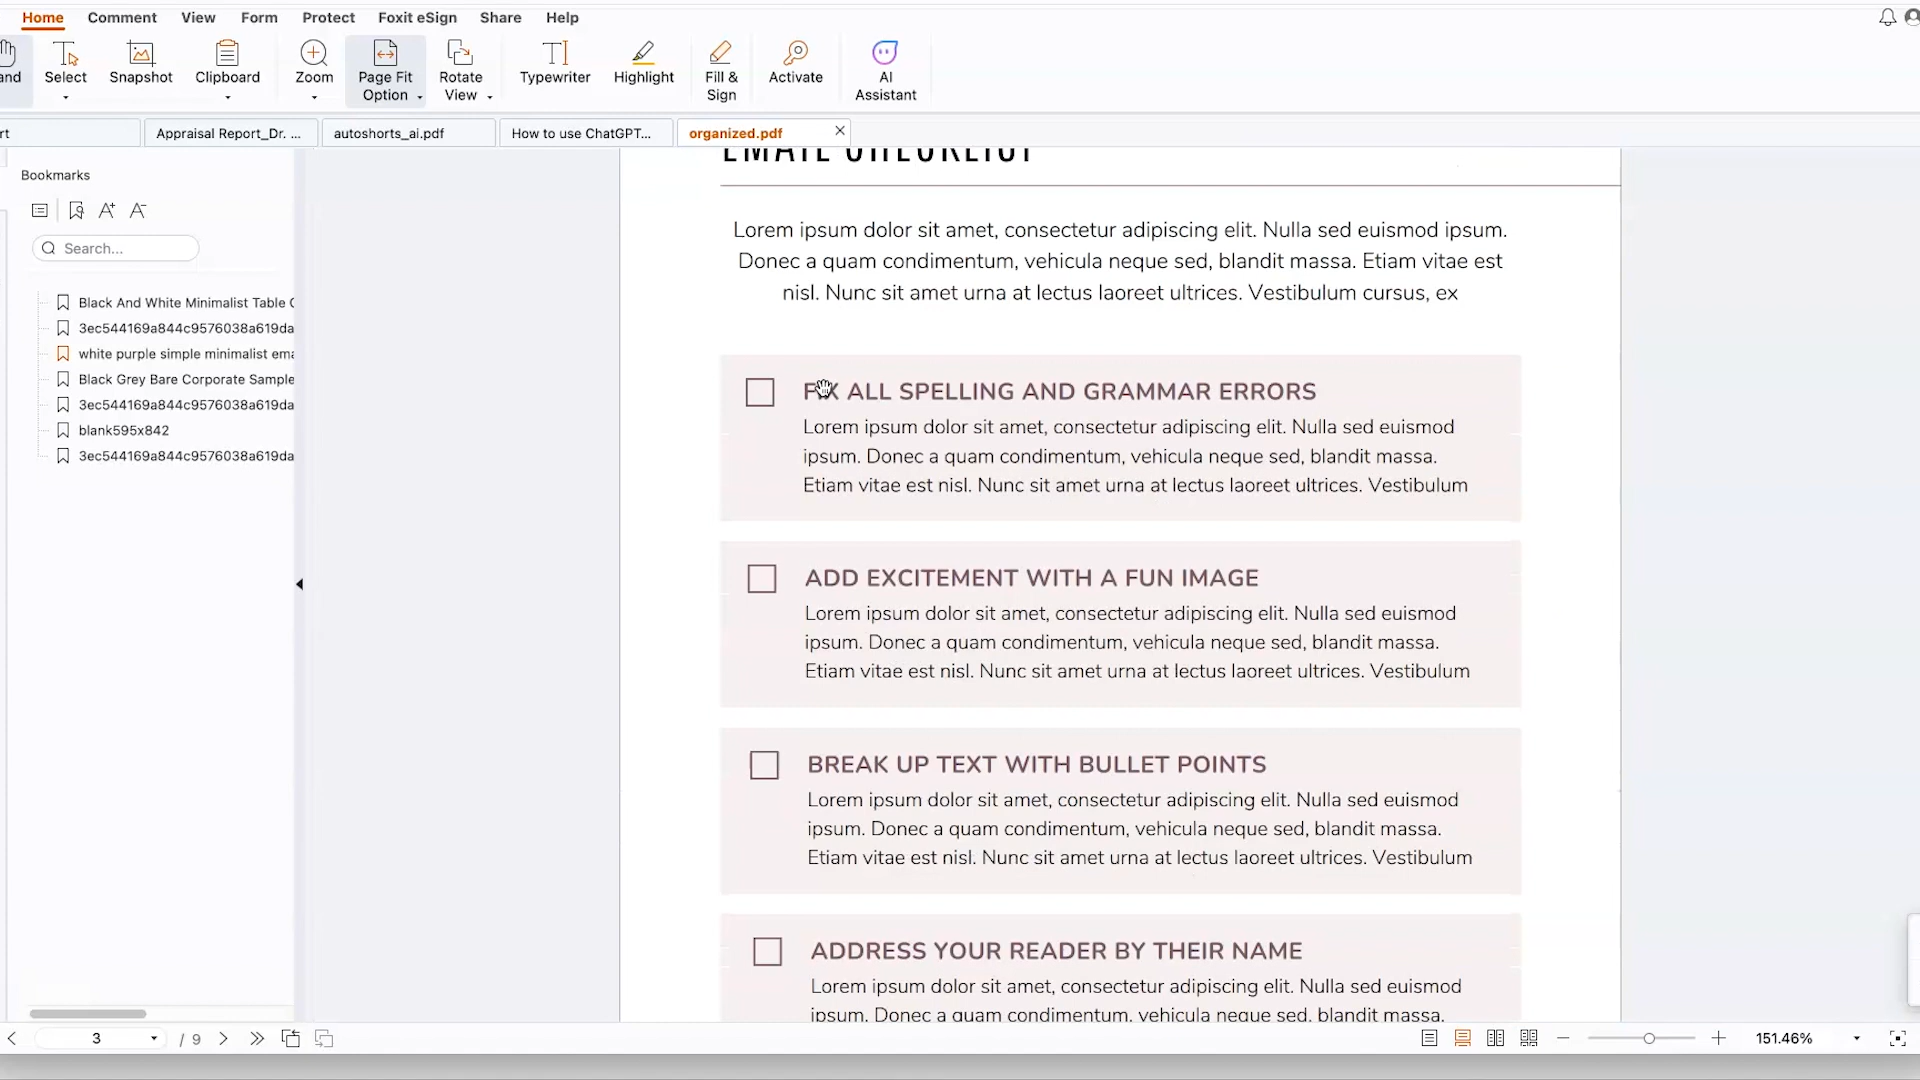 Home Comment View Form Protect Foxit eSign Share Help
and Select Snapshot Clipboard Zoom Page Fit Option Rotate View Typewriter Highlight Fill & Sign Activate AI Assistant
rt Appraisal Report_Dr. ... autoshorts_ai.pdf How to use ChatGPT... organized.pdf
Bookmarks
Search...
Black And White Minimalist Table C
3ec544169a844c9576038a619da
white purple simple minimalist ema
Black Grey Bare Corporate Sample
3ec544169a844c9576038a619da
blank595x842
3ec544169a844c9576038a619da
EMAIL CHECKLIST
Lorem ipsum dolor sit amet, consectetur adipiscing elit. Nulla sed euismod ipsum.
Donec a quam condimentum, vehicula neque sed, blandit massa. Etiam vitae est
nisl. Nunc sit amet urna at lectus laoreet ultrices. Vestibulum cursus, ex
FIX ALL SPELLING AND GRAMMAR ERRORS
Lorem ipsum dolor sit amet, consectetur adipiscing elit. Nulla sed euismod
ipsum. Donec a quam condimentum, vehicula neque sed, blandit massa.
Etiam vitae est nisl. Nunc sit amet urna at lectus laoreet ultrices. Vestibulum
ADD EXCITEMENT WITH A FUN IMAGE
Lorem ipsum dolor sit amet, consectetur adipiscing elit. Nulla sed euismod
ipsum. Donec a quam condimentum, vehicula neque sed, blandit massa.
Etiam vitae est nisl. Nunc sit amet urna at lectus laoreet ultrices. Vestibulum
BREAK UP TEXT WITH BULLET POINTS
Lorem ipsum dolor sit amet, consectetur adipiscing elit. Nulla sed euismod
ipsum. Donec a quam condimentum, vehicula neque sed, blandit massa.
Etiam vitae est nisl. Nunc sit amet urna at lectus laoreet ultrices. Vestibulum
ADDRESS YOUR READER BY THEIR NAME
Lorem ipsum dolor sit amet, consectetur adipiscing elit. Nulla sed euismod
ipsum. Donec a quam condimentum, vehicula neque sed, blandit massa.
3 / 9 151.46%